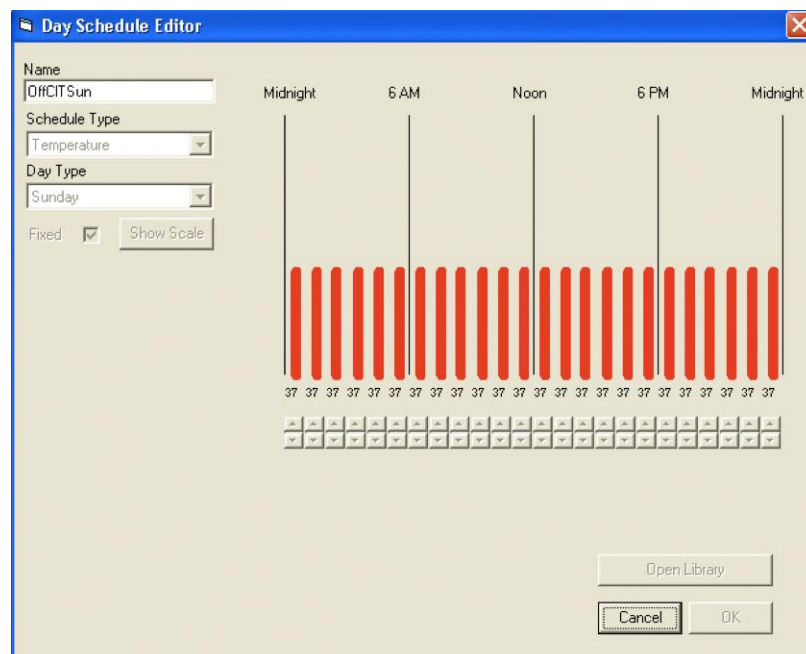 Day Schedule Editor
Name
OffClTSun
Schedule Type
Temperature
Day Type
Sunday
Fixed
Show Scale
Midnight 6 AM Noon 6 PM Midnight
37 37 37 37 37 37 37 37 37 37 37 37 37 37 37 37 37 37 37 37 37 37 37 37
Open Library
Cancel OK